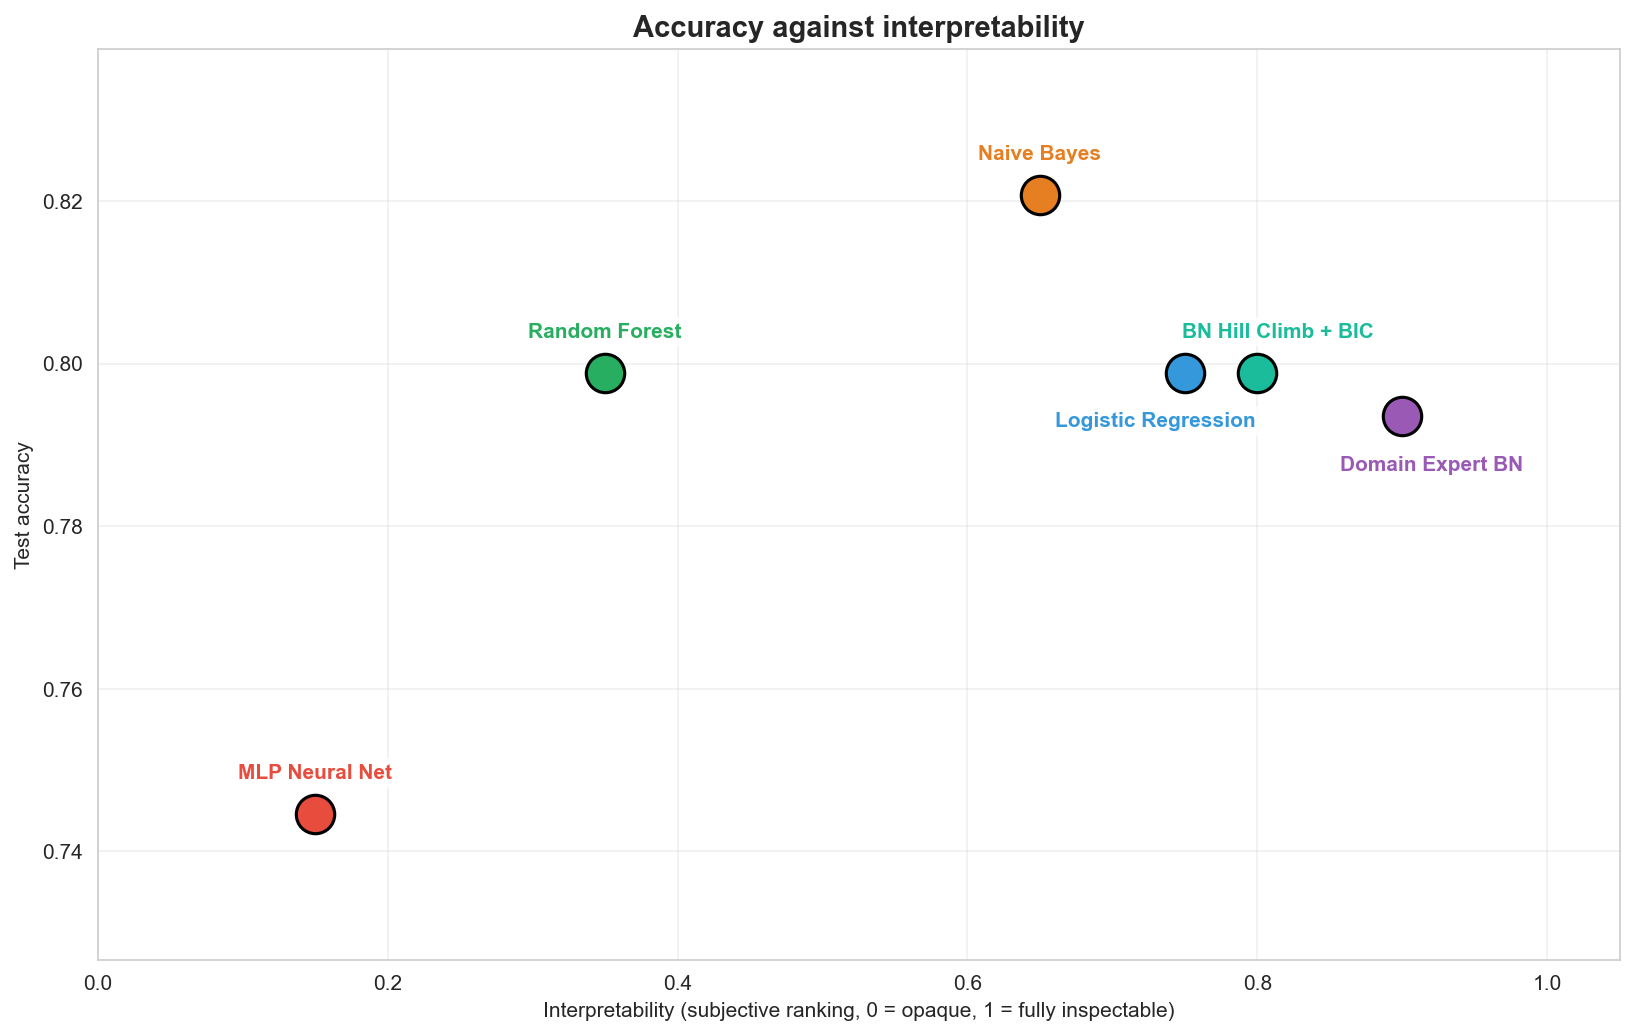 Accuracy against interpretability
Naive Bayes
0.82
Random Forest
BN Hill Climb + BIC
0.80
Logistic Regression
Domain Expert BN
Test accuracy
0.78
0.76
MLP Neural Net
0.74
0.0 0.2 0.4 0.6 0.8 1.0
Interpretability (subjective ranking, 0 = opaque, 1 = fully inspectable)